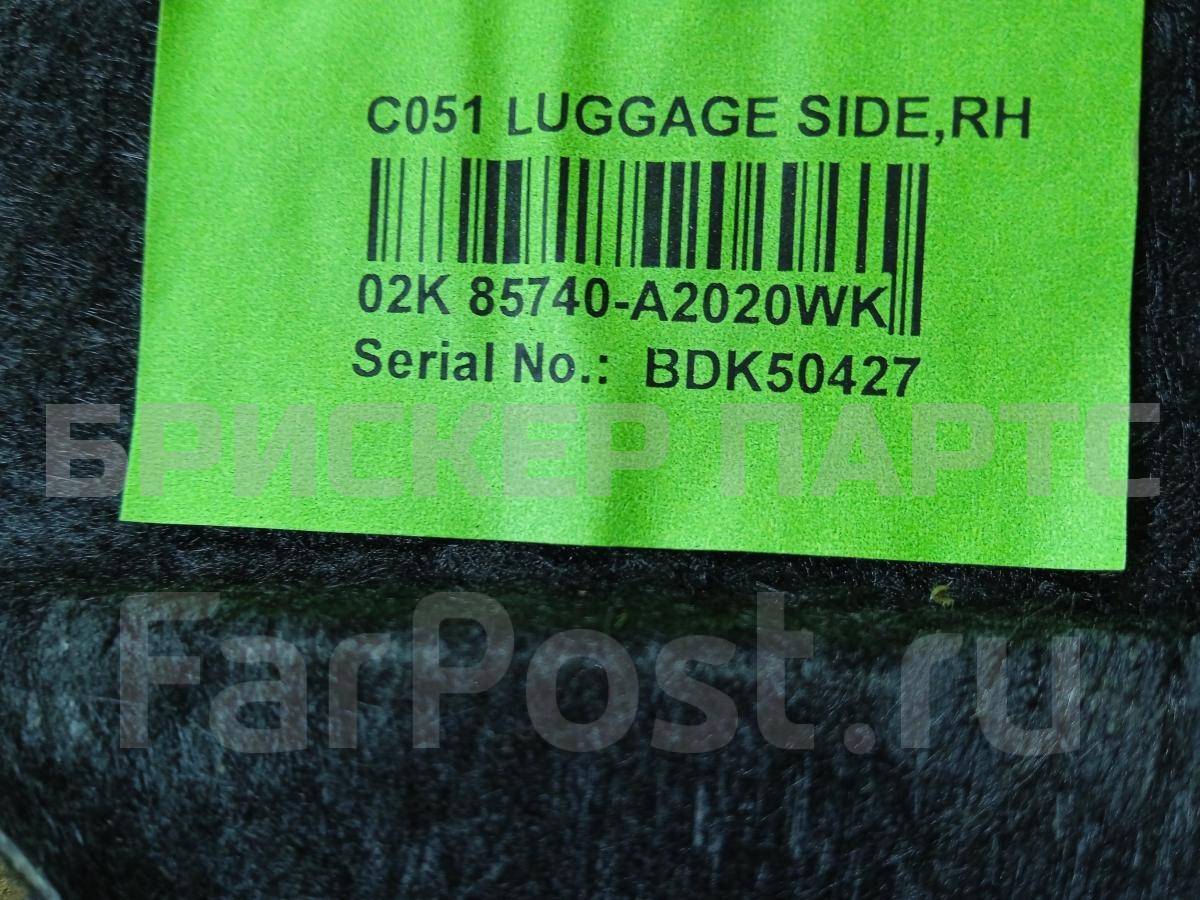 C051 LUGGAGE SIDE,RH
02K 85740-A2020WK
Serial No.: BDK50427
БРИСКЕР ПАРТС
FarPost.ru